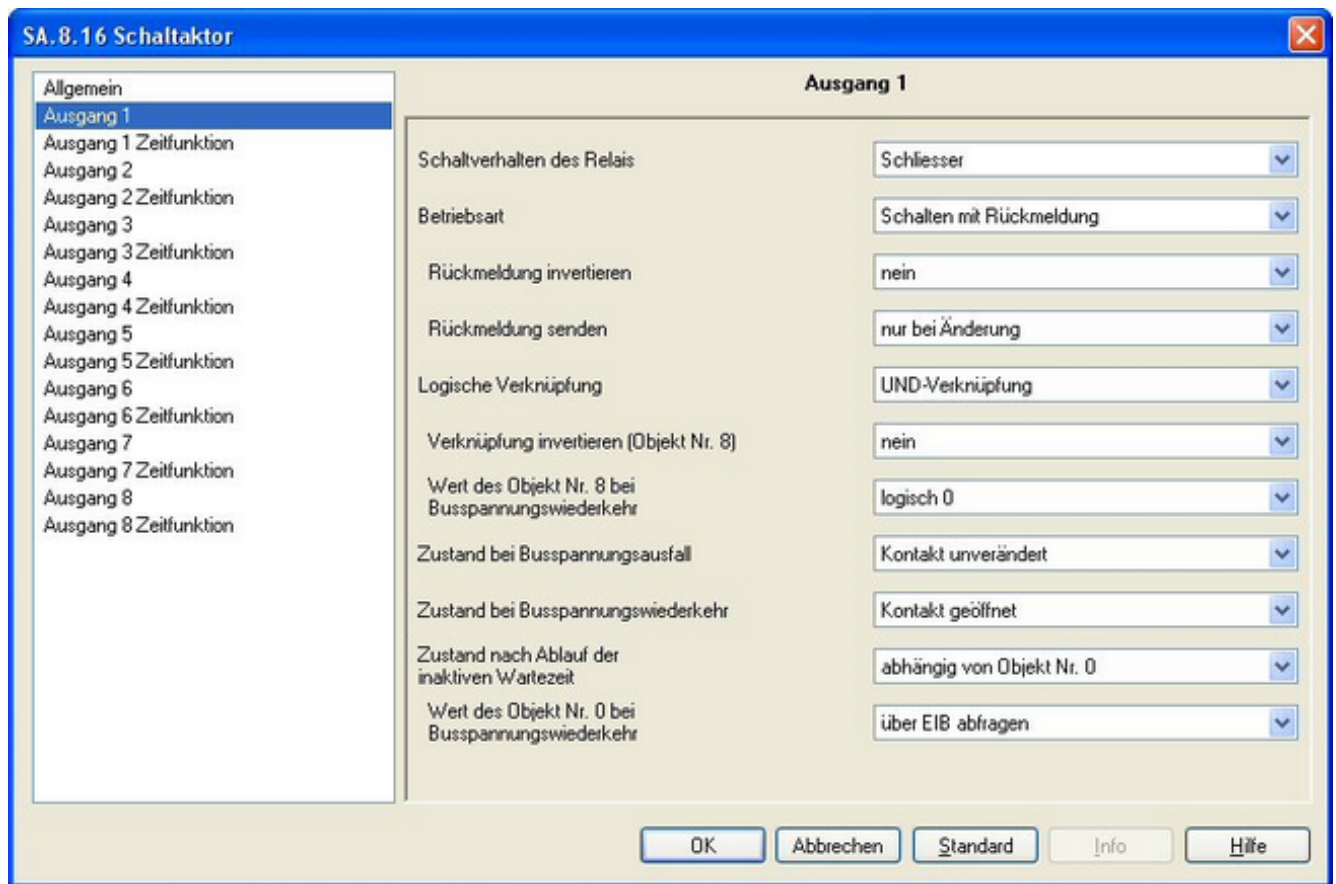 SA.8.16 Schaltaktor
Allgemein
Ausgang 1
Ausgang 1 Zeitfunktion
Ausgang 2
Ausgang 2 Zeitfunktion
Ausgang 3
Ausgang 3 Zeitfunktion
Ausgang 4
Ausgang 4 Zeitfunktion
Ausgang 5
Ausgang 5 Zeitfunktion
Ausgang 6
Ausgang 6 Zeitfunktion
Ausgang 7
Ausgang 7 Zeitfunktion
Ausgang 8
Ausgang 8 Zeitfunktion
Ausgang 1
Schaltverhalten des Relais
Schliesser
Betriebsart
Schalten mit Rückmeldung
Rückmeldung invertieren
nein
Rückmeldung senden
nur bei Änderung
Logische Verknüpfung
UND-Verknüpfung
Verknüpfung invertieren (Objekt Nr. 8)
nein
Wert des Objekt Nr. 8 bei
Busspannungswiederkehr
logisch 0
Zustand bei Busspannungsausfall
Kontakt unverändert
Zustand bei Busspannungswiederkehr
Kontakt geöffnet
Zustand nach Ablauf der
inaktiven Wartezeit
abhängig von Objekt Nr. 0
Wert des Objekt Nr. 0 bei
Busspannungswiederkehr
über EIB abfragen
OK
Abbrechen
Standard
Info
Hilfe